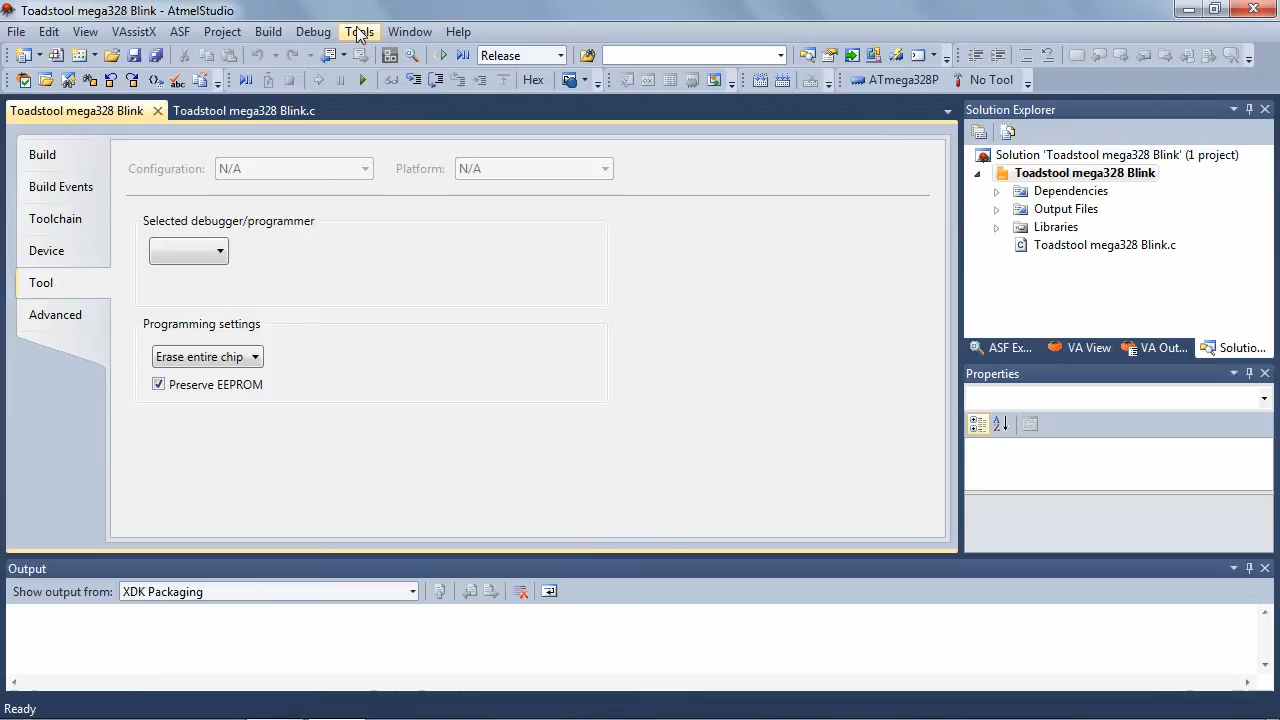 Toadstool mega328 Blink - AtmelStudio
File Edit View VAssistX ASF Project Build Debug Tools Window Help
Release
Hex ATmega328P No Tool
Toadstool mega328 Blink Toadstool mega328 Blink.c
Build
Build Events
Toolchain
Device
Tool
Advanced
Configuration: N/A Platform: N/A
Selected debugger/programmer
Programming settings
Erase entire chip
Preserve EEPROM
Solution Explorer
Solution 'Toadstool mega328 Blink' (1 project)
Toadstool mega328 Blink
Dependencies
Output Files
Libraries
Toadstool mega328 Blink.c
ASF Ex... VA View VA Out... Solutio...
Properties
Output
Show output from: XDK Packaging
Ready